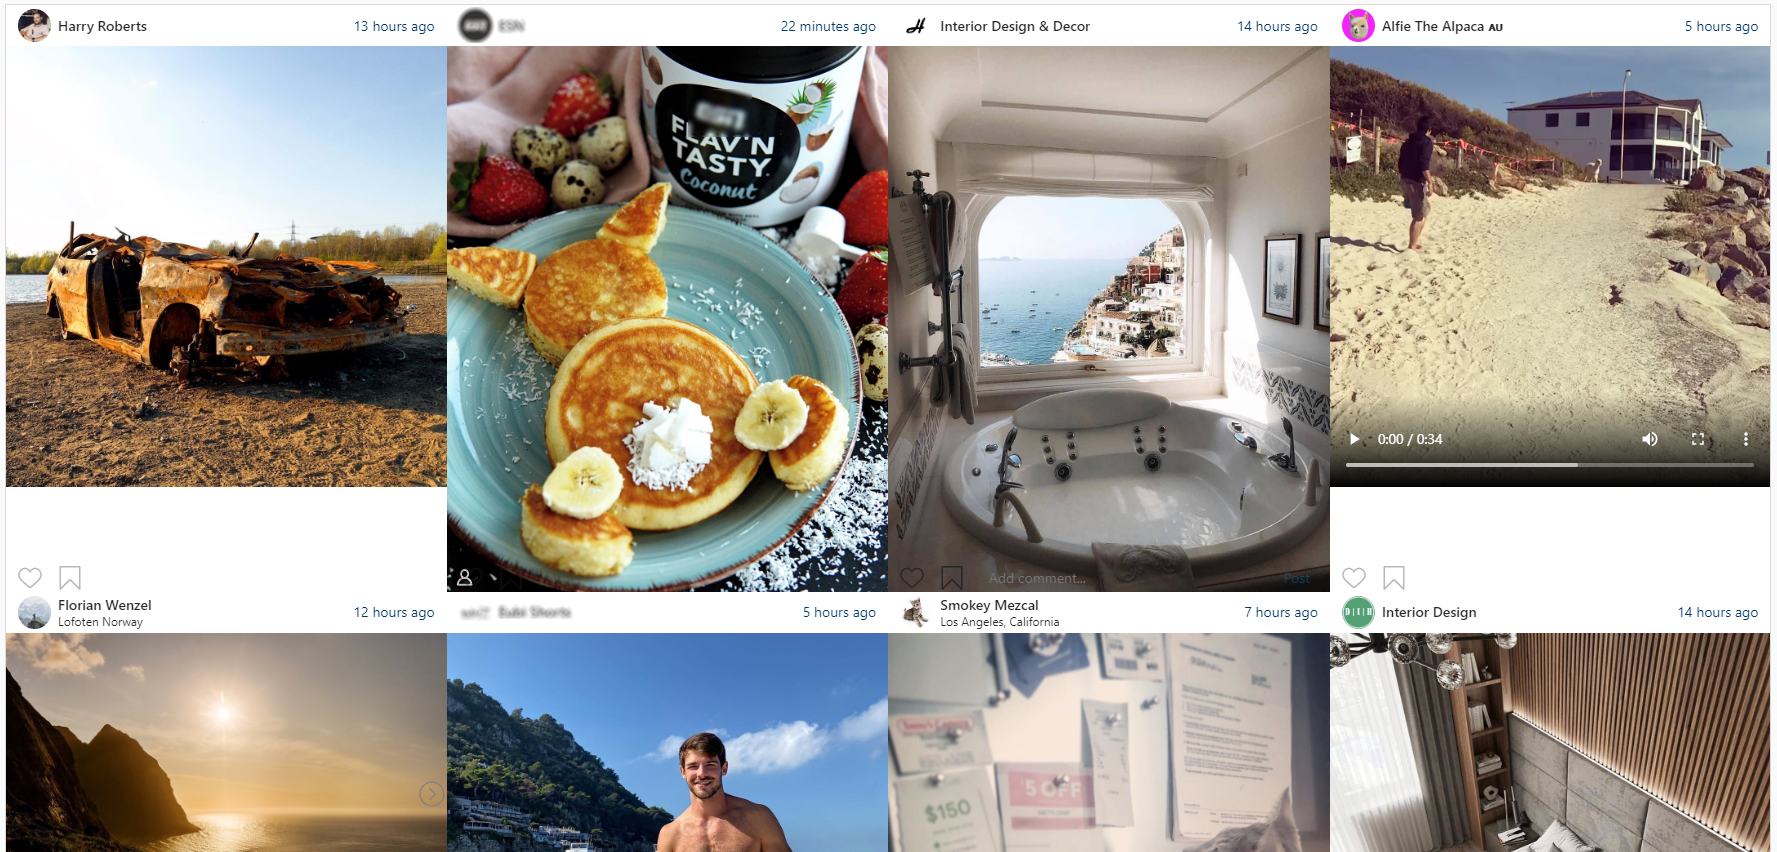 Harry Roberts
13 hours ago
22 minutes ago
Interior Design & Decor
14 hours ago
Alfie The Alpaca AU
5 hours ago
FLAV'N
TASTY
Coconut
0:00 / 0:34
Add comment...
Post
Florian Wenzel
Lofoten Norway
12 hours ago
5 hours ago
Smokey Mezcal
Los Angeles, California
7 hours ago
D|I|H
Interior Design
14 hours ago
5 OFF
$150